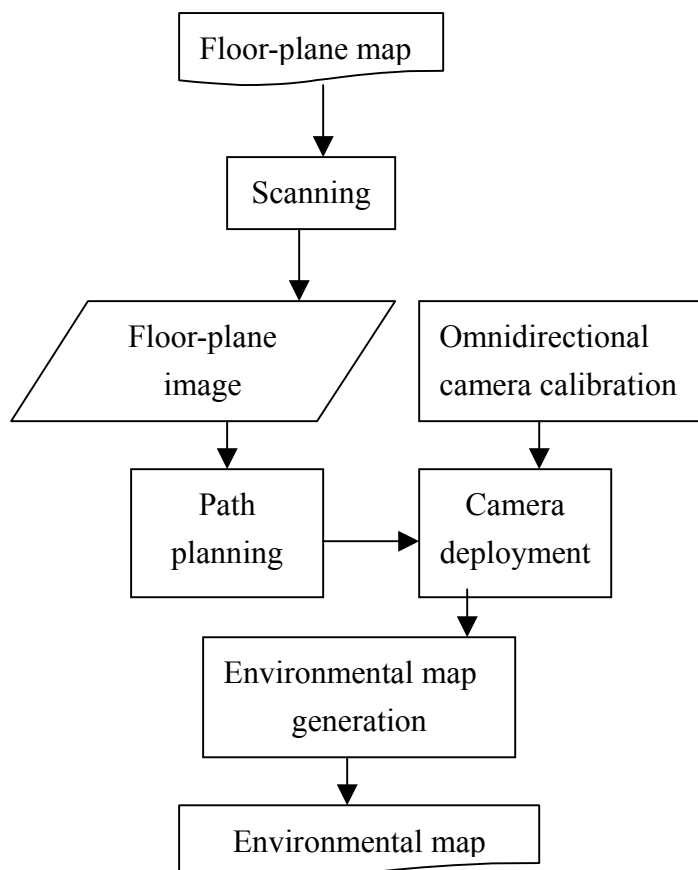 Floor-plane map
Scanning
Floor-plane
image
Omnidirectional
camera calibration
Path
planning
Camera
deployment
Environmental map
generation
Environmental map